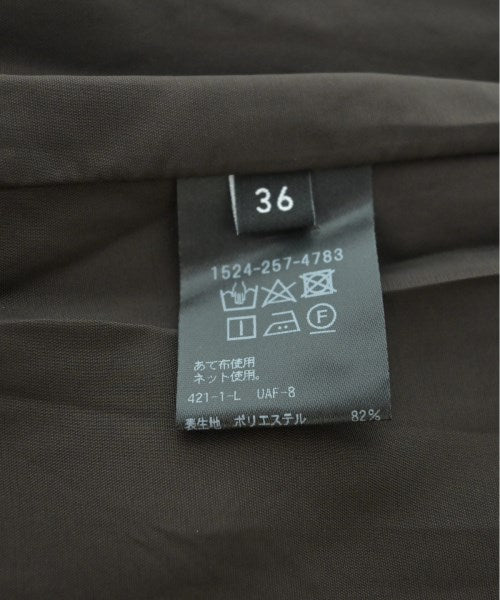 36
1524-257-4783
F
あて布使用
ネット使用。
421-1-L UAF-8
表生地 ポリエステル 82%